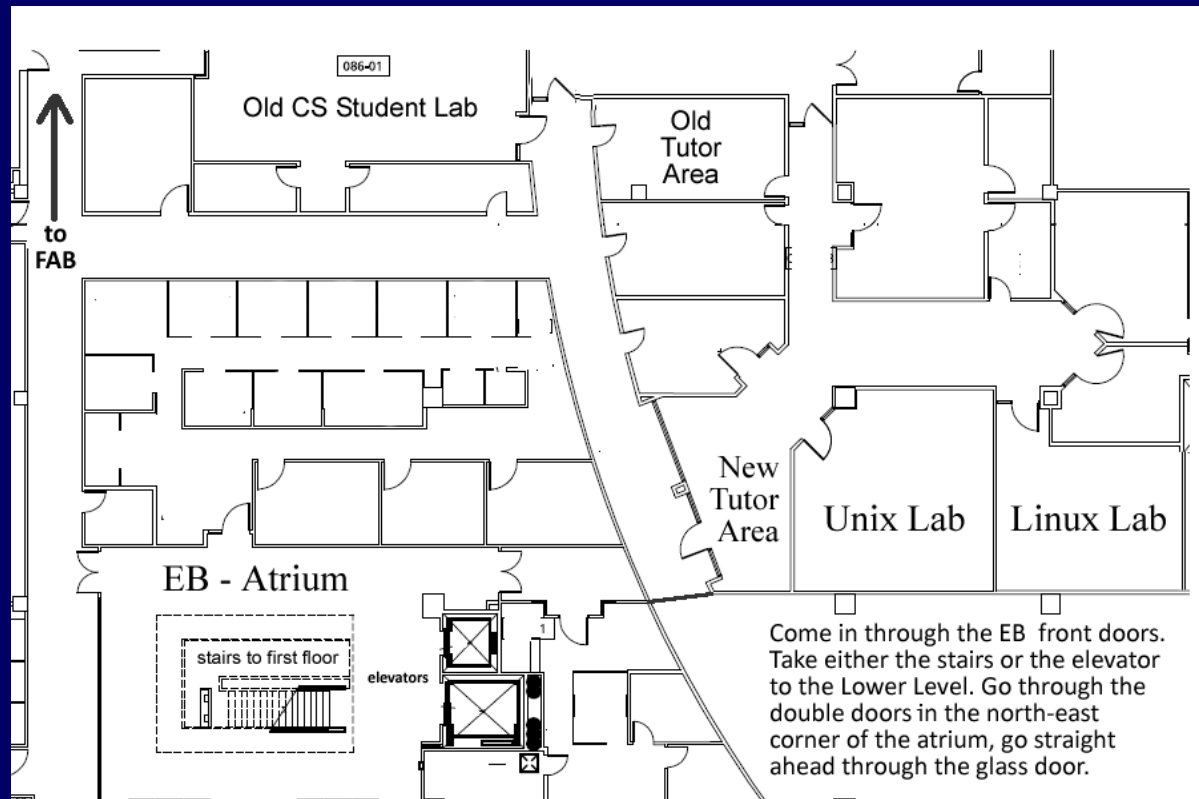 086-01
Old CS Student Lab
Old
Tutor
Area
to
FAB
New
Tutor
Area
Unix Lab
Linux Lab
EB - Atrium
stairs to first floor
elevators
1
Come in through the EB front doors.
Take either the stairs or the elevator
to the Lower Level. Go through the
double doors in the north-east
corner of the atrium, go straight
ahead through the glass door.